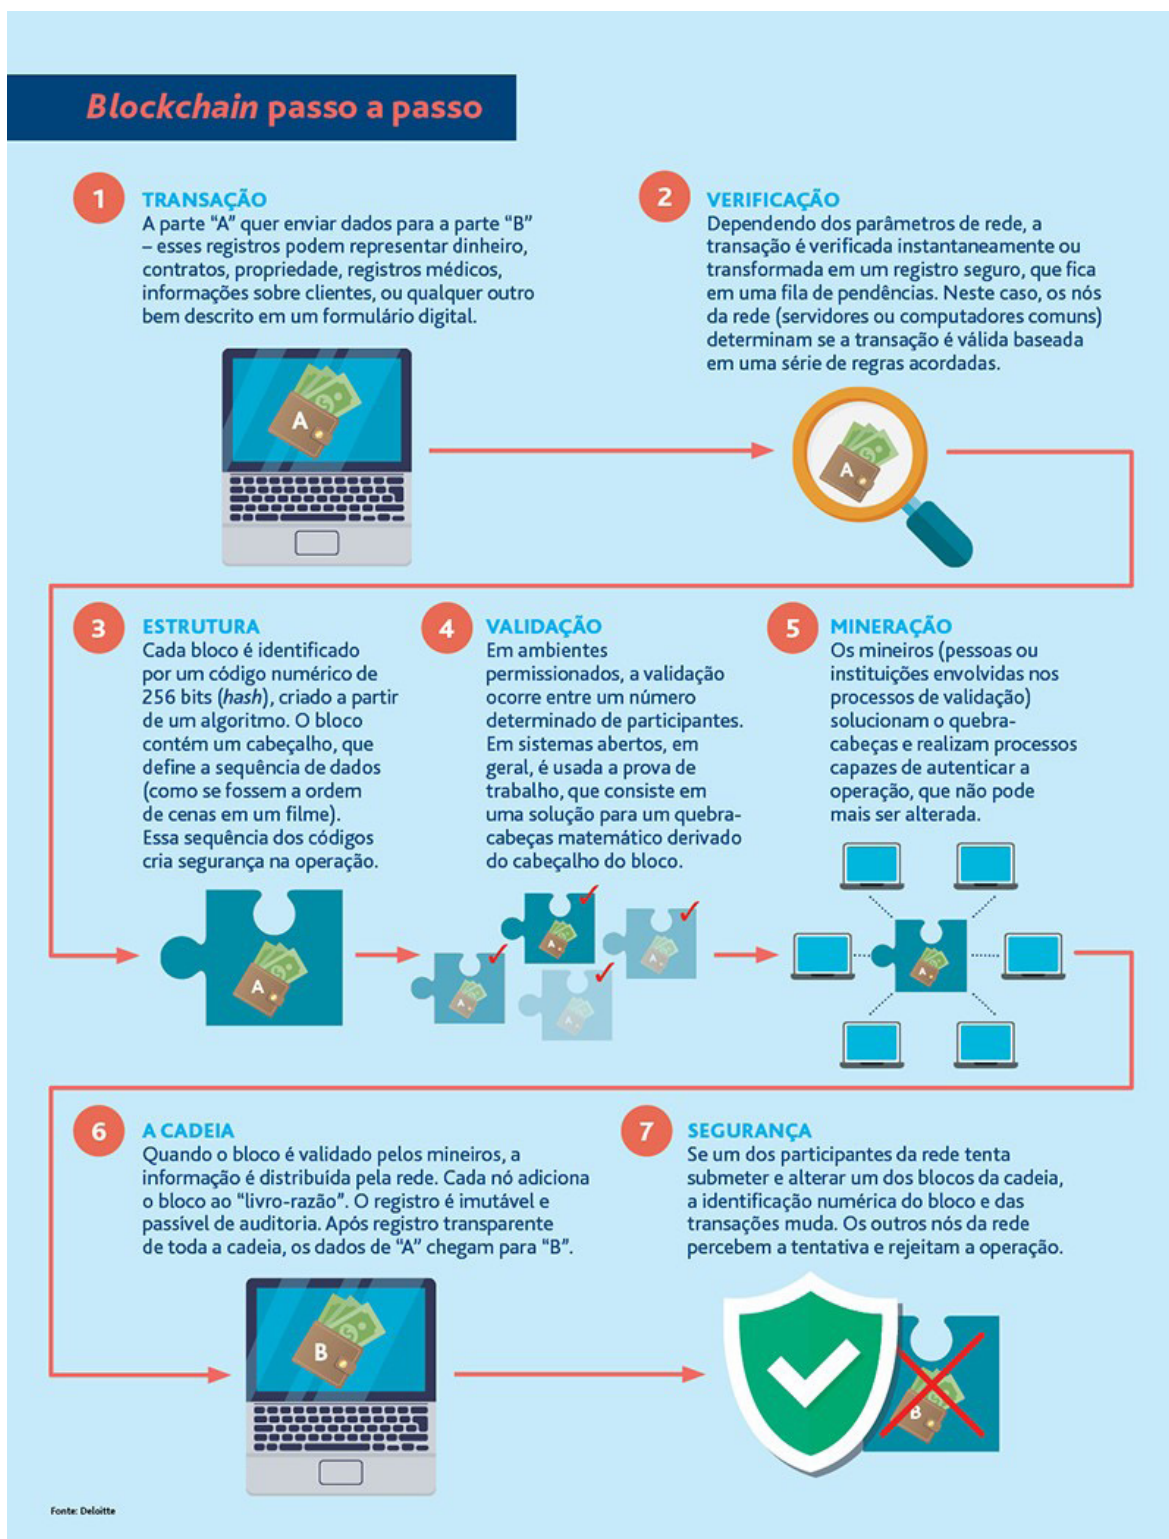 Blockchain passo a passo
1
TRANSAÇÃO
A parte “A” quer enviar dados para a parte “B”
– esses registros podem representar dinheiro,
contratos, propriedade, registros médicos,
informações sobre clientes, ou qualquer outro
bem descrito em um formulário digital.
A
2
VERIFICAÇÃO
Dependendo dos parâmetros de rede, a
transação é verificada instantaneamente ou
transformada em um registro seguro, que fica
em uma fila de pendências. Neste caso, os nós
da rede (servidores ou computadores comuns)
determinam se a transação é válida baseada
em uma série de regras acordadas.
A
3
ESTRUTURA
Cada bloco é identificado
por um código numérico de
256 bits (hash), criado a partir
de um algoritmo. O bloco
contém um cabeçalho, que
define a sequência de dados
(como se fossem a ordem
de cenas em um filme).
Essa sequência dos códigos
cria segurança na operação.
A
4
VALIDAÇÃO
Em ambientes
permissionados, a validação
ocorre entre um número
determinado de participantes.
Em sistemas abertos, em
geral, é usada a prova de
trabalho, que consiste em
uma solução para um quebra-
cabeças matemático derivado
do cabeçalho do bloco.
A
A
A
A
5
MINERAÇÃO
Os mineiros (pessoas ou
instituições envolvidas nos
processos de validação)
solucionam o quebra-
cabeças e realizam processos
capazes de autenticar a
operação, que não pode
mais ser alterada.
A
6
A CADEIA
Quando o bloco é validado pelos mineiros, a
informação é distribuída pela rede. Cada nó adiciona
o bloco ao “livro-razão”. O registro é imutável e
passível de auditoria. Após registro transparente
de toda a cadeia, os dados de “A” chegam para “B”.
B
7
SEGURANÇA
Se um dos participantes da rede tenta
submeter e alterar um dos blocos da cadeia,
a identificação numérica do bloco e das
transações muda. Os outros nós da rede
percebem a tentativa e rejeitam a operação.
B
Fonte: Deloitte